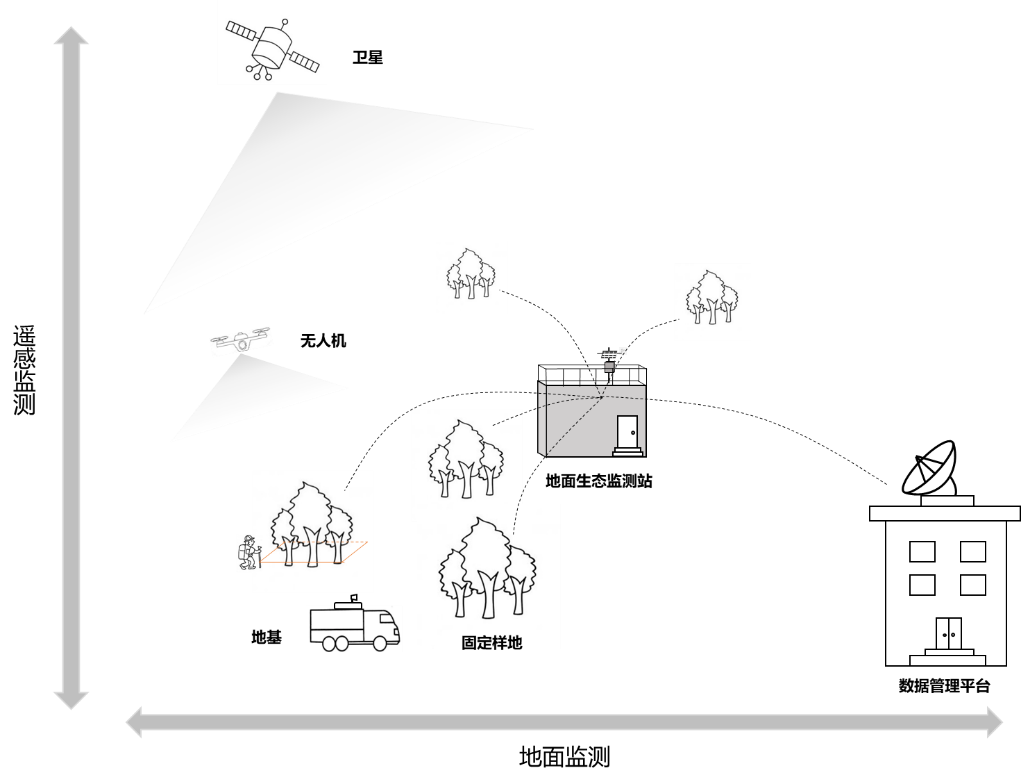 卫星
无人机
遥感监测
地面生态监测站
地基
固定样地
数据管理平台
地面监测